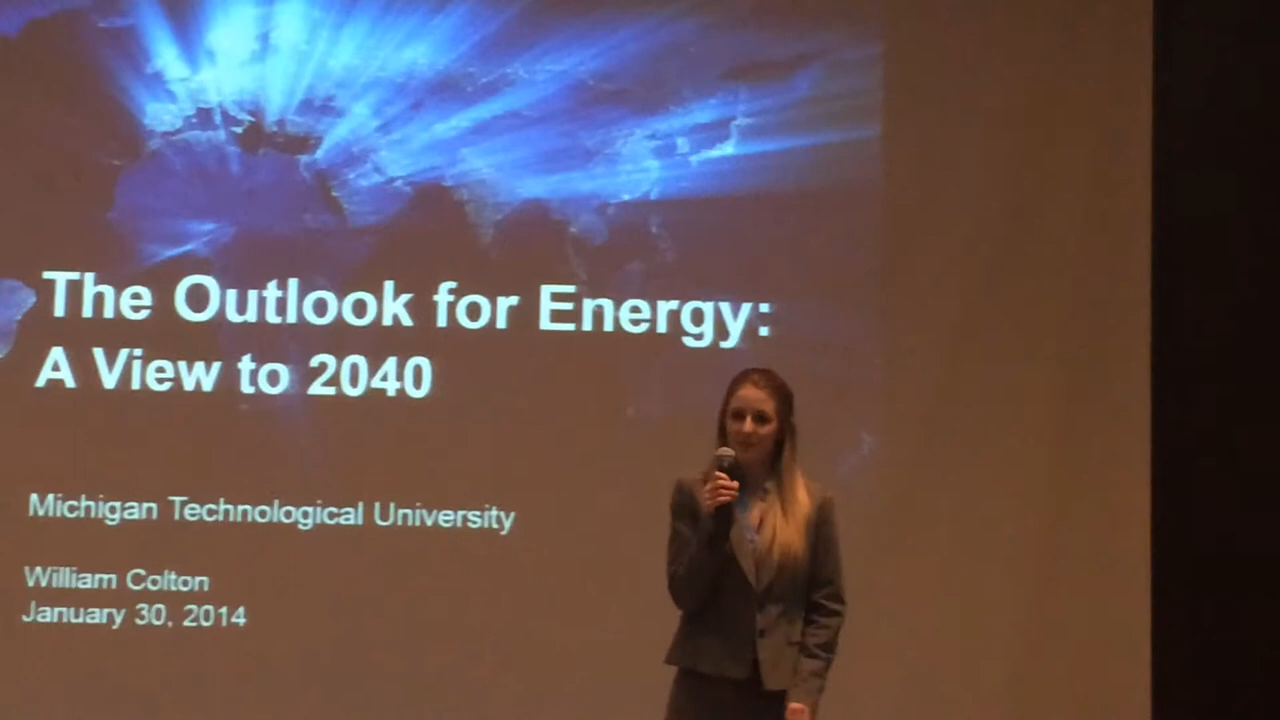 The Outlook for Energy:
A View to 2040
Michigan Technological University
William Colton
January 30, 2014